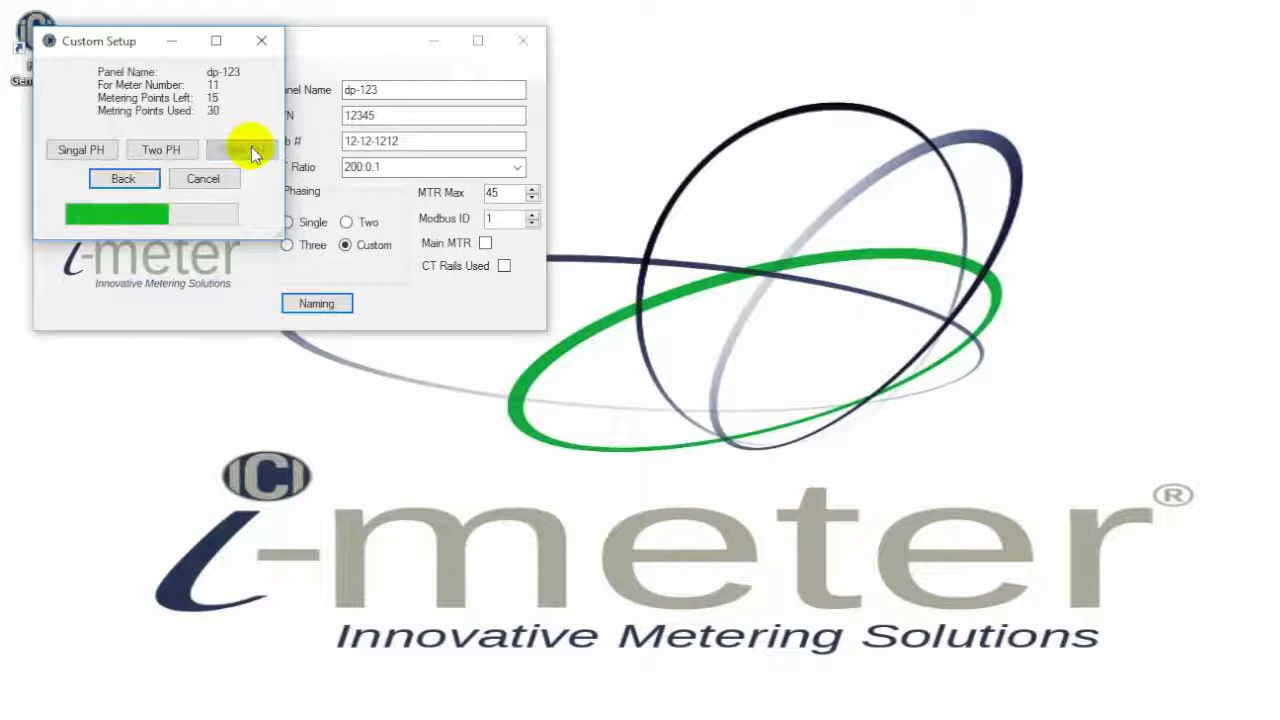 ICI
Gem
Custom Setup
Panel Name: dp-123
For Meter Number: 11
Metering Points Left: 15
Metring Points Used: 30
Singal PH
Two PH
Back
Cancel
nel Name dp-123
12345
12-12-1212
Ratio 200:0.1
Phasing
Single
Two
Three
Custom
MTR Max 45
Modbus ID 1
Main MTR
CT Rails Used
Naming
i-meter
Innovative Metering Solutions
ICI
i-meter®
Innovative Metering Solutions